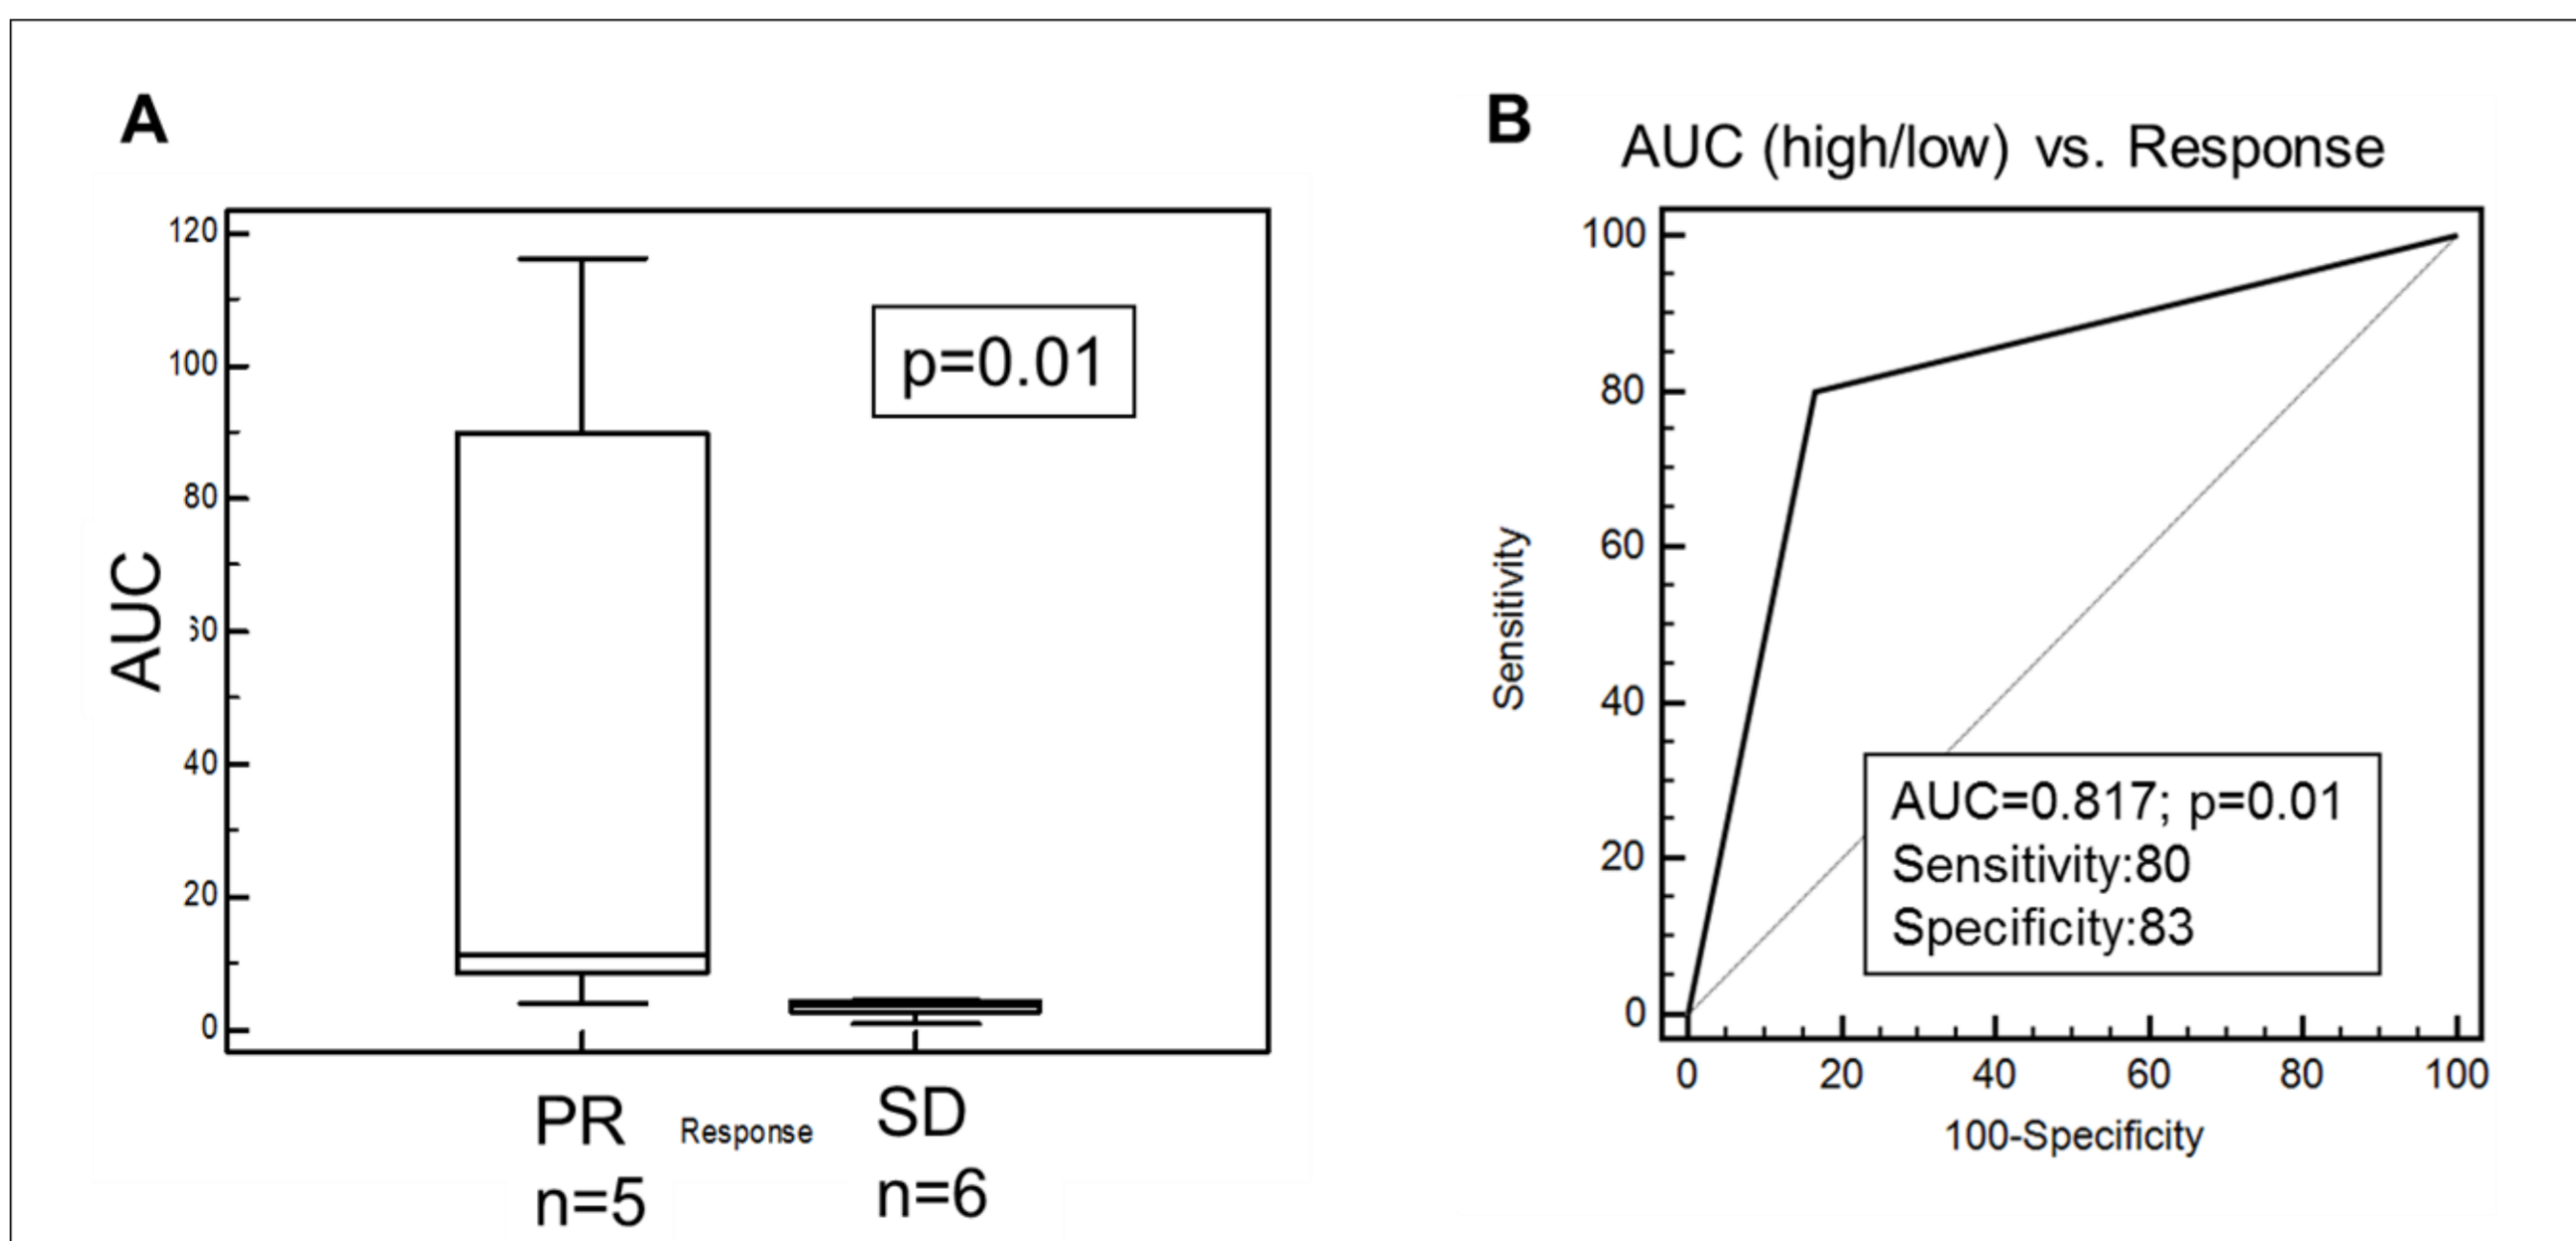 A
120
100
80
60
40
20
0
AUC
p=0.01
PR
Response
SD
n=5
n=6
B
AUC (high/low) vs. Response
100
80
60
40
20
0
Sensitivity
AUC=0.817; p=0.01
Sensitivity:80
Specificity:83
0 20 40 60 80 100
100-Specificity